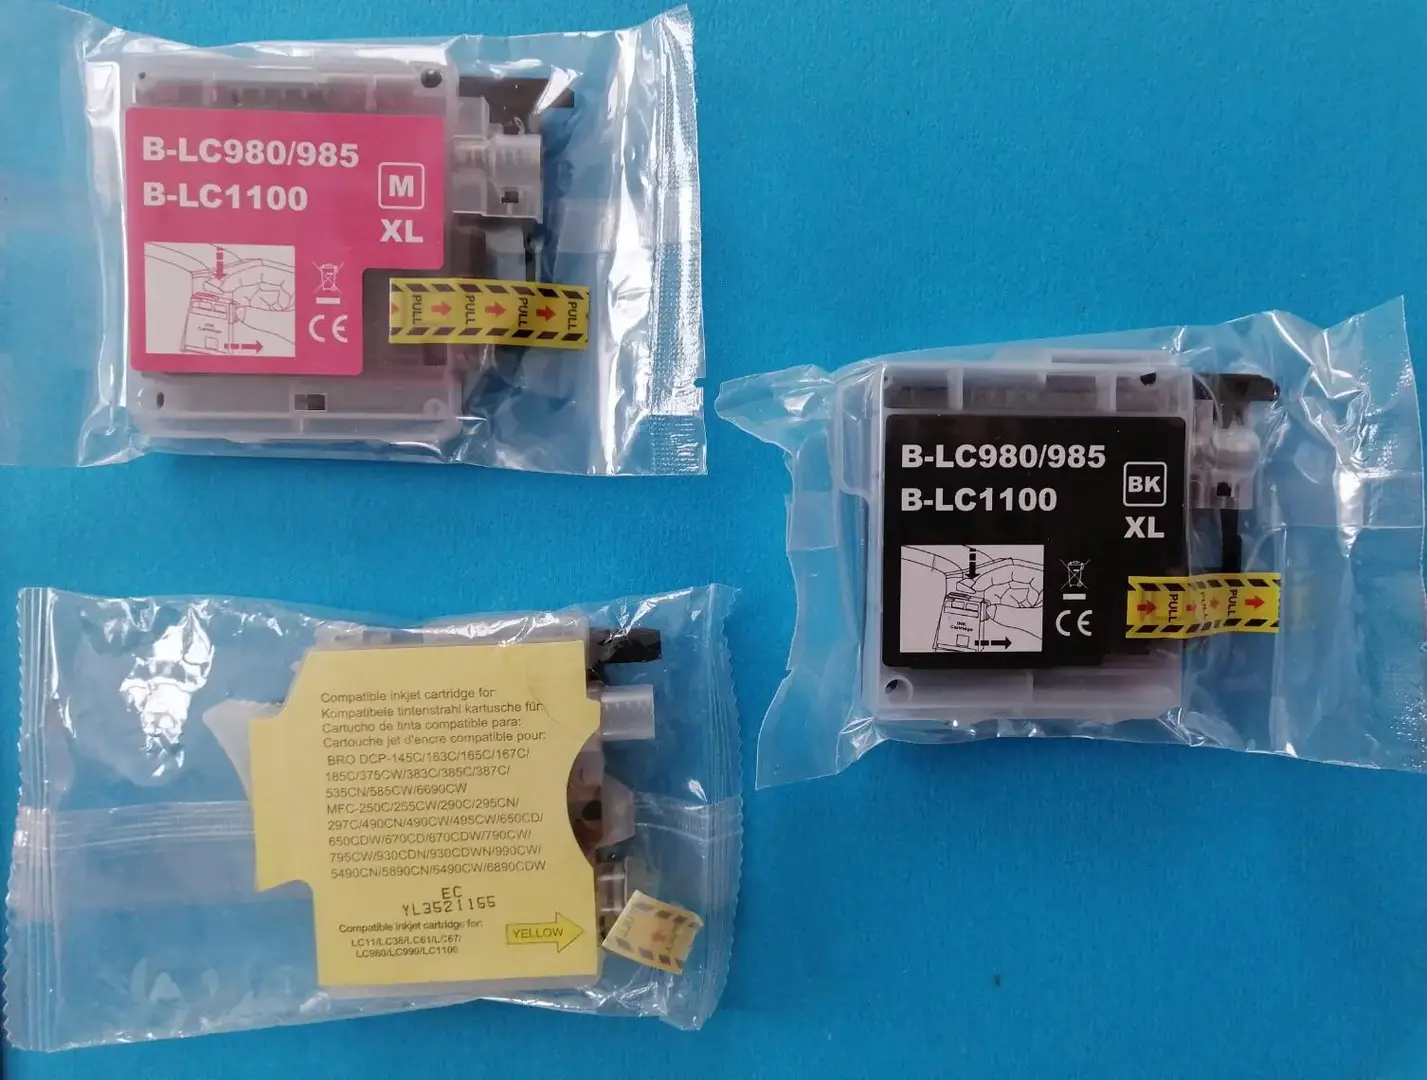 B-LC980/985
B-LC1100
M
XL
CE
PULL PULL PULL PULL
B-LC980/985
B-LC1100
BK
XL
Ink
Cartridge
CE
PULL PULL PULL
Compatible inkjet cartridge for:
Kompatibele tintenstrahl kartusche für:
Cartucho de tinta compatible para:
Cartouche jet d'encre compatible pour:
BRO DCP-145C/163C/165C/167C/
185C/375CW/383C/385C/387C/
535CN/585CW/6690CW
MFC-250C/255CW/290C/295CN/
297C/490CN/490CW/495CW/650CD/
650CDW/670CD/670CDW/790CW/
795CW/930CDN/930CDWN/990CW/
5490CN/5890CN/6490CW/6890CDW
EC
YL3521155
Compatible inkjet cartridge for:
LC11/LC38/LC61/LC67/
LC980/LC990/LC1100
YELLOW